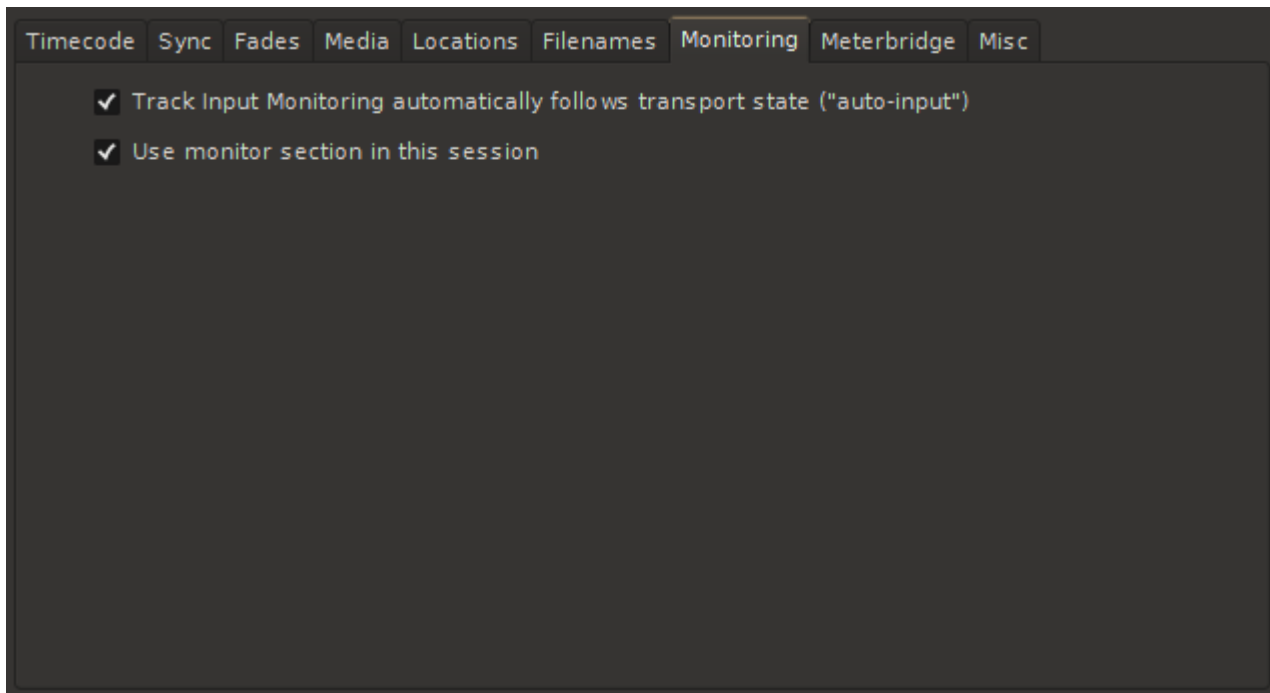 Timecode Sync Fades Media Locations Filenames Monitoring Meterbridge Misc
Track Input Monitoring automatically follows transport state ("auto-input")
Use monitor section in this session